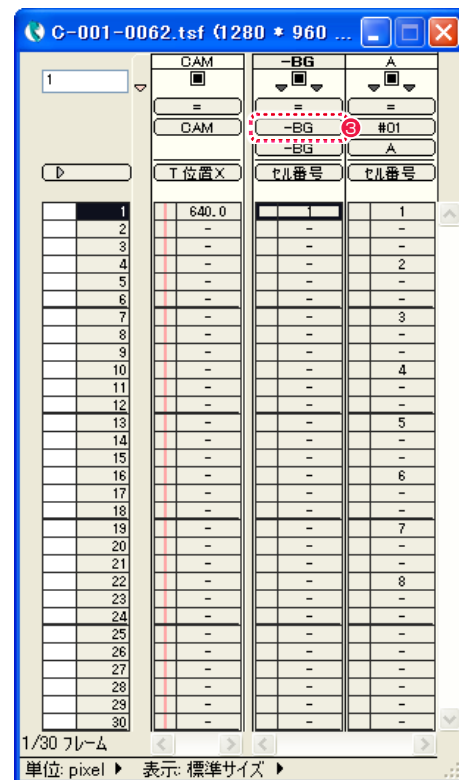 C-001-0062.tsf (1280 * 960 ...
CAM -BG A
1
= = =
CAM -BG ③ #01
-BG A
T 位置X セル番号 セル番号
1 640.0 1 1
2 - - -
3 - - -
4 - - 2
5 - - -
6 - - -
7 - - 3
8 - - -
9 - - -
10 - - 4
11 - - -
12 - - -
13 - - 5
14 - - -
15 - - -
16 - - 6
17 - - -
18 - - -
19 - - 7
20 - - -
21 - - -
22 - - 8
23 - - -
24 - - -
25 - - -
26 - - -
27 - - -
28 - - -
29 - - -
30 - - -
1/30 フレーム
単位: pixel 表示: 標準サイズ